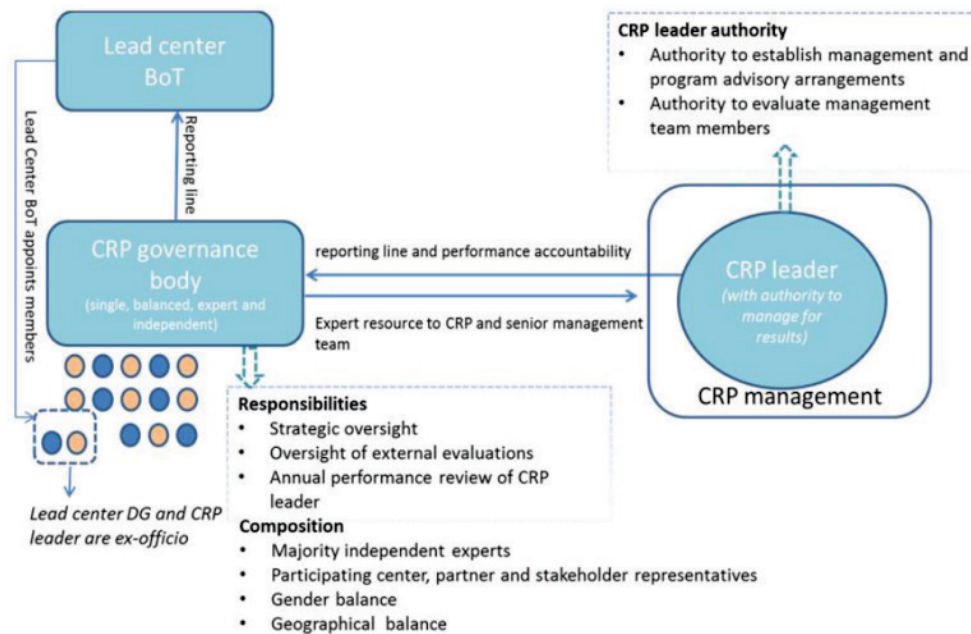 Lead center
BoT
CRP leader authority
• Authority to establish management and
program advisory arrangements
• Authority to evaluate management
team members
Lead Center BoT appoints members
Reporting line
CRP governance
body
(single, balanced, expert and
independent)
reporting line and performance accountability
Expert resource to CRP and senior management
team
CRP leader
(with authority to
manage for
results)
CRP management
Responsibilities
• Strategic oversight
• Oversight of external evaluations
• Annual performance review of CRP
leader
Lead center DG and CRP
leader are ex-officio
Composition
• Majority independent experts
• Participating center, partner and stakeholder representatives
• Gender balance
• Geographical balance